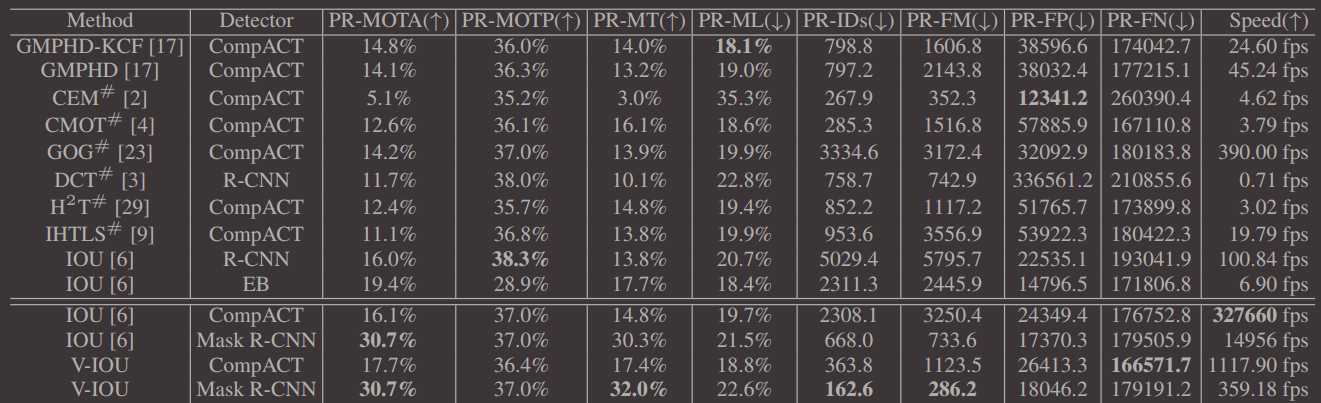 Method Detector PR-MOTA(↑) PR-MOTP(↑) PR-MT(↑) PR-ML(↓) PR-IDs(↓) PR-FM(↓) PR-FP(↓) PR-FN(↓) Speed(↑)
GMPHD-KCF [17] CompACT 14.8% 36.0% 14.0% 18.1% 798.8 1606.8 38596.6 174042.7 24.60 fps
GMPHD [17] CompACT 14.1% 36.3% 13.2% 19.0% 797.2 2143.8 38032.4 177215.1 45.24 fps
CEM# [2] CompACT 5.1% 35.2% 3.0% 35.3% 267.9 352.3 12341.2 260390.4 4.62 fps
CMOT# [4] CompACT 12.6% 36.1% 16.1% 18.6% 285.3 1516.8 57885.9 167110.8 3.79 fps
GOG# [23] CompACT 14.2% 37.0% 13.9% 19.9% 3334.6 3172.4 32092.9 180183.8 390.00 fps
DCT# [3] R-CNN 11.7% 38.0% 10.1% 22.8% 758.7 742.9 336561.2 210855.6 0.71 fps
H²T# [29] CompACT 12.4% 35.7% 14.8% 19.4% 852.2 1117.2 51765.7 173899.8 3.02 fps
IHTLS# [9] CompACT 11.1% 36.8% 13.8% 19.9% 953.6 3556.9 53922.3 180422.3 19.79 fps
IOU [6] R-CNN 16.0% 38.3% 13.8% 20.7% 5029.4 5795.7 22535.1 193041.9 100.84 fps
IOU [6] EB 19.4% 28.9% 17.7% 18.4% 2311.3 2445.9 14796.5 171806.8 6.90 fps
IOU [6] CompACT 16.1% 37.0% 14.8% 19.7% 2308.1 3250.4 24349.4 176752.8 327660 fps
IOU [6] Mask R-CNN 30.7% 37.0% 30.3% 21.5% 668.0 733.6 17370.3 179505.9 14956 fps
V-IOU CompACT 17.7% 36.4% 17.4% 18.8% 363.8 1123.5 26413.3 166571.7 1117.90 fps
V-IOU Mask R-CNN 30.7% 37.0% 32.0% 22.6% 162.6 286.2 18046.2 179191.2 359.18 fps